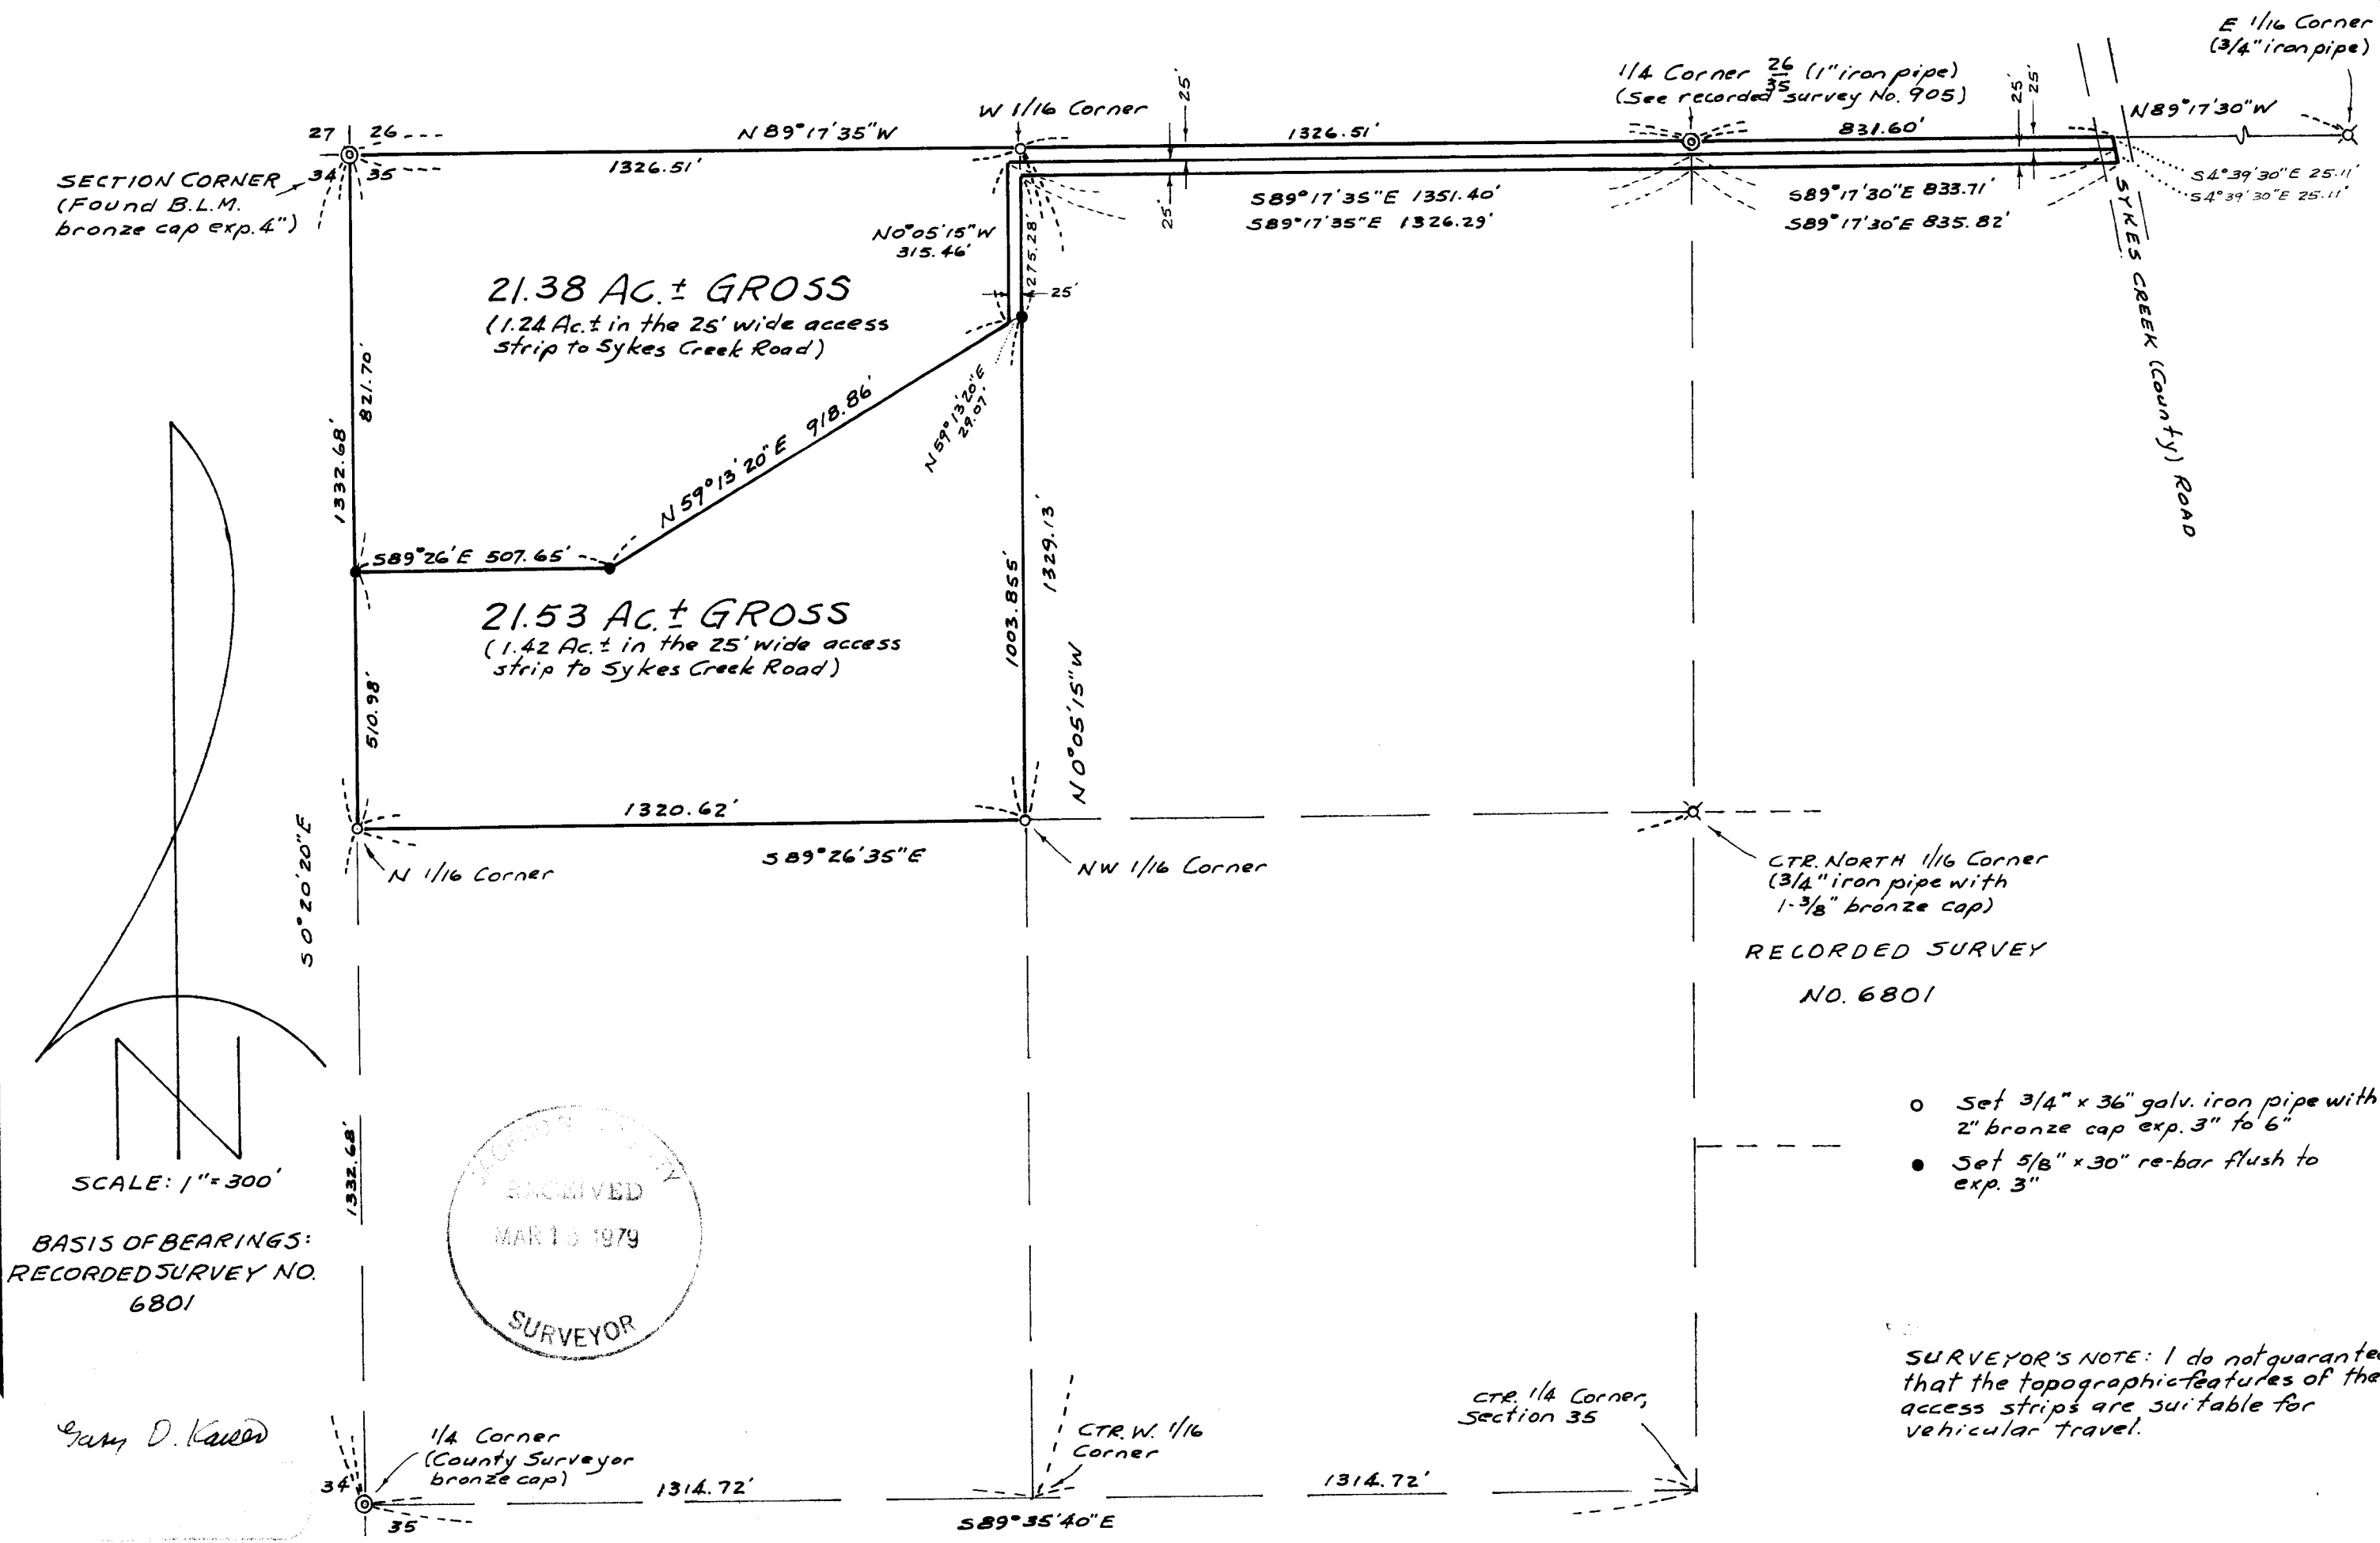 E 1/16 Corner
(3/4" iron pipe)
1/4 Corner 26/35 (1" iron pipe)
(See recorded survey No. 905)
W 1/16 Corner
25'
25'
25'
25'
N89°17'30"W
27 26
34 35
N89°17'35"W
1326.51'
1326.51'
831.60'
SECTION CORNER
(Found B.L.M.
bronze cap exp. 4")
S89°17'35"E 1351.40'
S89°17'35"E 1326.29'
S89°17'30"E 833.71'
S89°17'30"E 835.82'
S4°39'30"E 25.11'
S4°39'30"E 25.11'
SYKES CREEK (County) ROAD
N0°05'15"W
315.46'
275.28'
25'
21.38 AC.± GROSS
(1.24 Ac.± in the 25' wide access
strip to Sykes Creek Road)
821.70'
1332.68'
N59°13'20"E 918.86'
N59°13'20"E
29.07'
S89°26'E 507.65'
21.53 AC.± GROSS
(1.42 Ac.± in the 25' wide access
strip to Sykes Creek Road)
1003.855'
1329.13'
N0°05'15"W
510.98'
1320.62'
S89°26'35"E
N 1/16 Corner
NW 1/16 Corner
S0°20'20"E
CTR. NORTH 1/16 Corner
(3/4" iron pipe with
1-3/8" bronze cap)
RECORDED SURVEY
NO. 6801
N
SCALE: 1"=300'
BASIS OF BEARINGS:
RECORDED SURVEY NO.
6801
1332.68'
RECEIVED
MAR 1 1979
SURVEYOR
Set 3/4" x 36" galv. iron pipe with
2" bronze cap exp. 3" to 6"
Set 5/8" x 30" re-bar flush to
exp. 3"
SURVEYOR'S NOTE: I do not guarantee
that the topographic features of the
access strips are suitable for
vehicular travel.
Gary D. Kaiser
1/4 Corner
(County Surveyor
bronze cap)
34
35
1314.72'
CTR. W. 1/16
Corner
1314.72'
CTR. 1/4 Corner,
Section 35
S89°35'40"E